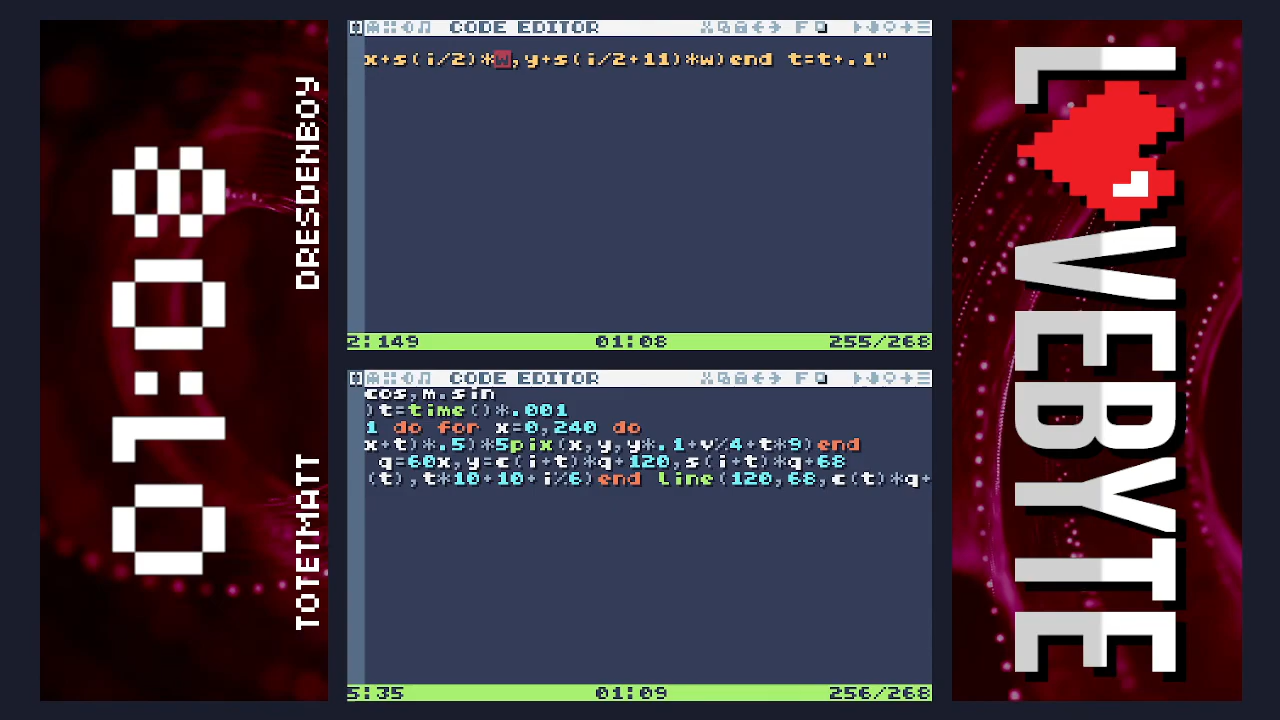 01:08
DRESDENBOY
TOTETMATT
CODE EDITOR
F
x+s(i/2)*w,y+s(i/2+11)*w)end t=t+.1"
2:149 01:08 255/268
CODE EDITOR
F
cos,m.sin
)t=time()*.001
1 do for x=0,240 do
x+t)*.5)*5pix(x,y,y*.1+v%4+t*9)end
q=60x,y=c(i+t)*q+120,s(i+t)*q+68
(t),t*10+10+i%6)end line(120,68,c(t)*q+
5:35 01:09 256/268
L VEBYTE